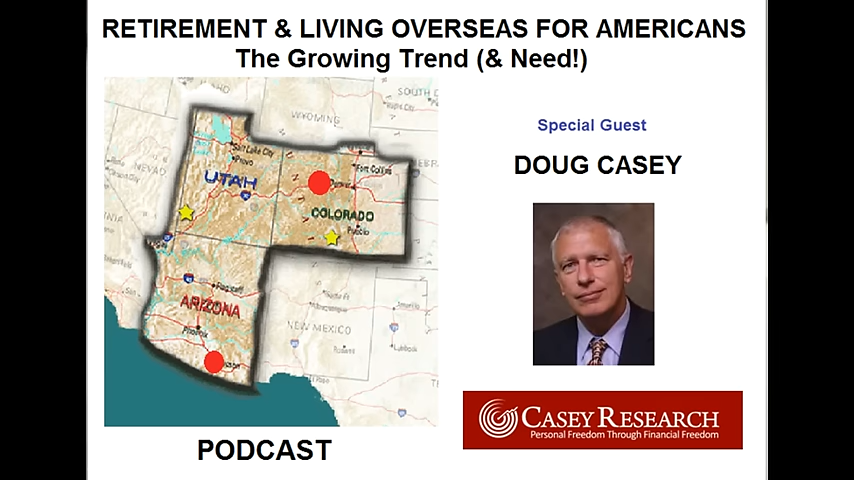 RETIREMENT & LIVING OVERSEAS FOR AMERICANS
The Growing Trend (& Need!)
Special Guest
DOUG CASEY
WYOMING
Salt Lake City
Provo
UTAH
Fort Collins
COLORADO
Pueblo
Flagstaff
ARIZONA
Phoenix
NEW MEXICO
Lubbock
CASEY RESEARCH
Personal Freedom Through Financial Freedom
PODCAST